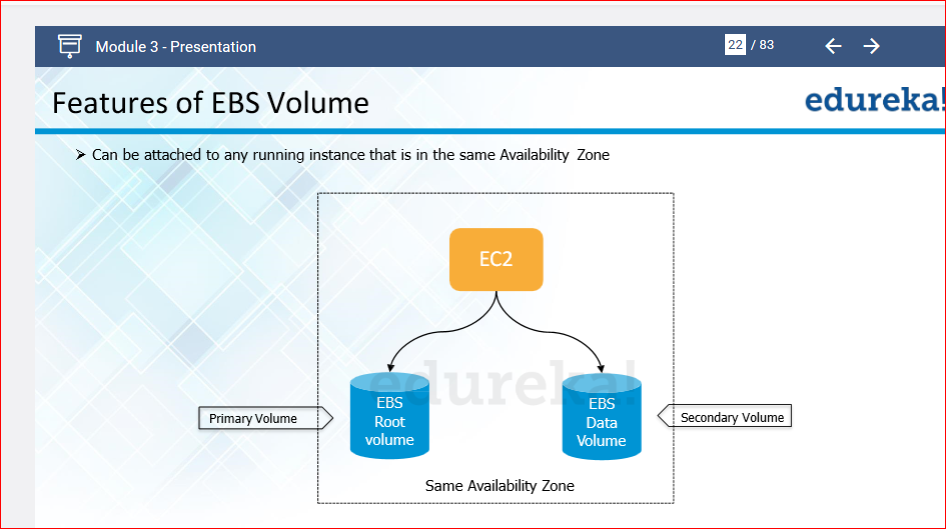 Module 3 - Presentation
22 / 83
Features of EBS Volume
edureka!
Can be attached to any running instance that is in the same Availability Zone
EC2
edureka!
EBS
Root
volume
EBS
Data
Volume
Primary Volume
Secondary Volume
Same Availability Zone